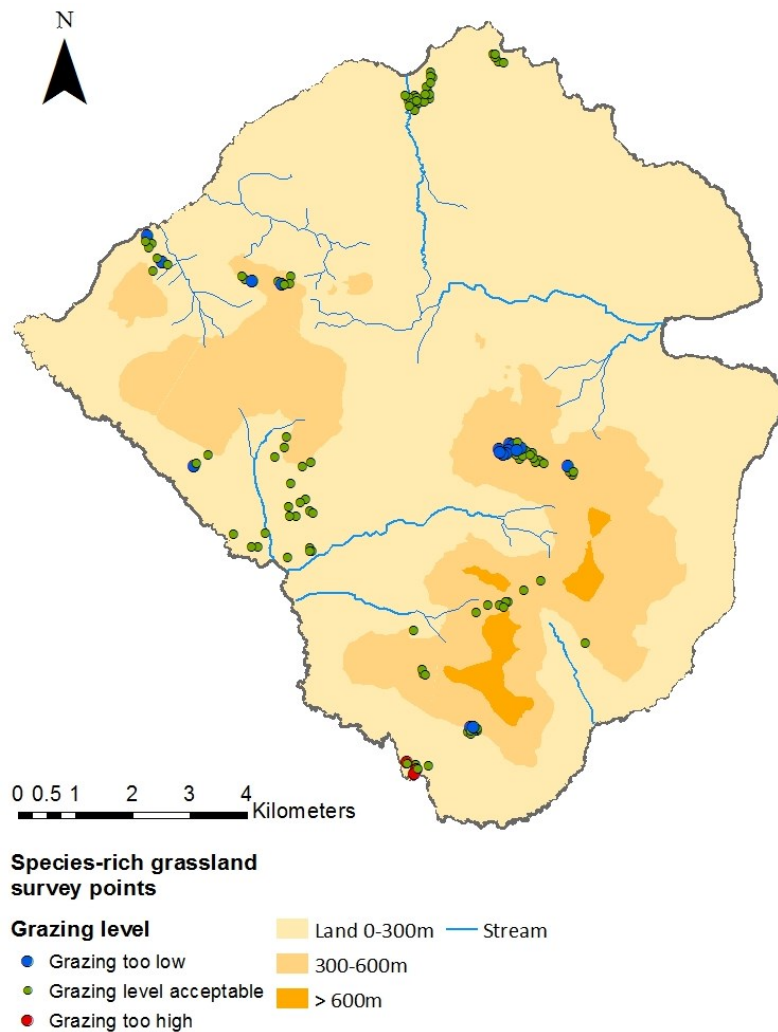 N
0 0.5 1 2 3 4
Kilometers
Species-rich grassland
survey points
Grazing level
Grazing too low
Grazing level acceptable
Grazing too high
Land 0-300m
300-600m
> 600m
Stream